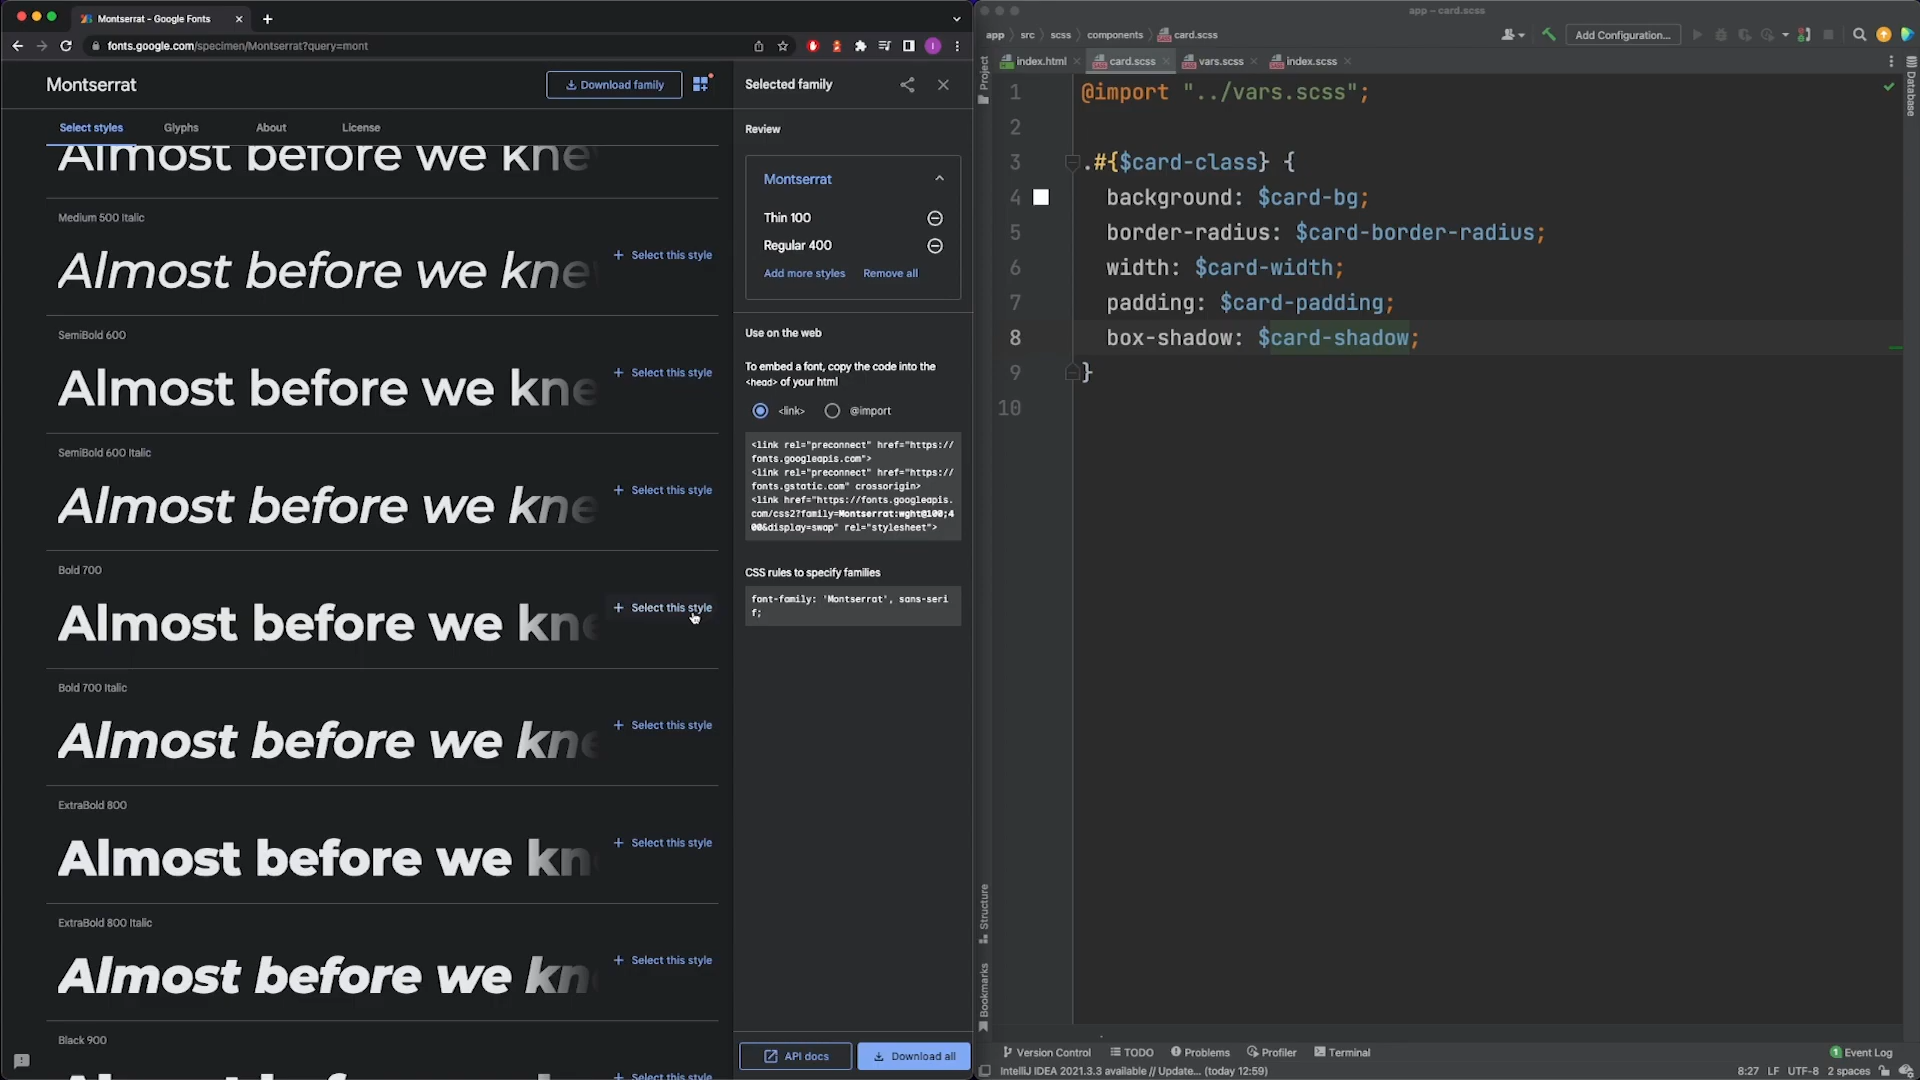 Montserrat - Google Fonts
fonts.google.com/specimen/Montserrat?query=mont
Montserrat
Download family
Select styles
Glyphs
About
License
Almost before we kne
Medium 500 Italic
Almost before we kne
Select this style
SemiBold 600
Almost before we kne
Select this style
SemiBold 600 Italic
Almost before we kne
Select this style
Bold 700
Almost before we kne
Select this style
Bold 700 Italic
Almost before we kne
Select this style
ExtraBold 800
Almost before we kn
Select this style
ExtraBold 800 Italic
Almost before we kn
Select this style
Black 900
Select this style
Selected family
Review
Montserrat
Thin 100
Regular 400
Add more styles
Remove all
Use on the web
To embed a font, copy the code into the
<head> of your html
<link>
@import
<link rel="preconnect" href="https://
fonts.googleapis.com">
<link rel="preconnect" href="https://
fonts.gstatic.com" crossorigin>
<link href="https://fonts.googleapis.
com/css2?family=Montserrat:wght@100;4
00&display=swap" rel="stylesheet">
CSS rules to specify families
font-family: 'Montserrat', sans-seri
f;
API docs
Download all
app – card.scss
app
src
scss
components
card.scss
Add Configuration...
index.html
card.scss
vars.scss
index.scss
Project
Database
1 @import "../vars.scss";
2
3 .#{$card-class} {
4 background: $card-bg;
5 border-radius: $card-border-radius;
6 width: $card-width;
7 padding: $card-padding;
8 box-shadow: $card-shadow;
9 }
10
Structure
Bookmarks
Version Control
TODO
Problems
Profiler
Terminal
1 Event Log
IntelliJ IDEA 2021.3.3 available // Update... (today 12:59)
8:27 LF UTF-8 2 spaces